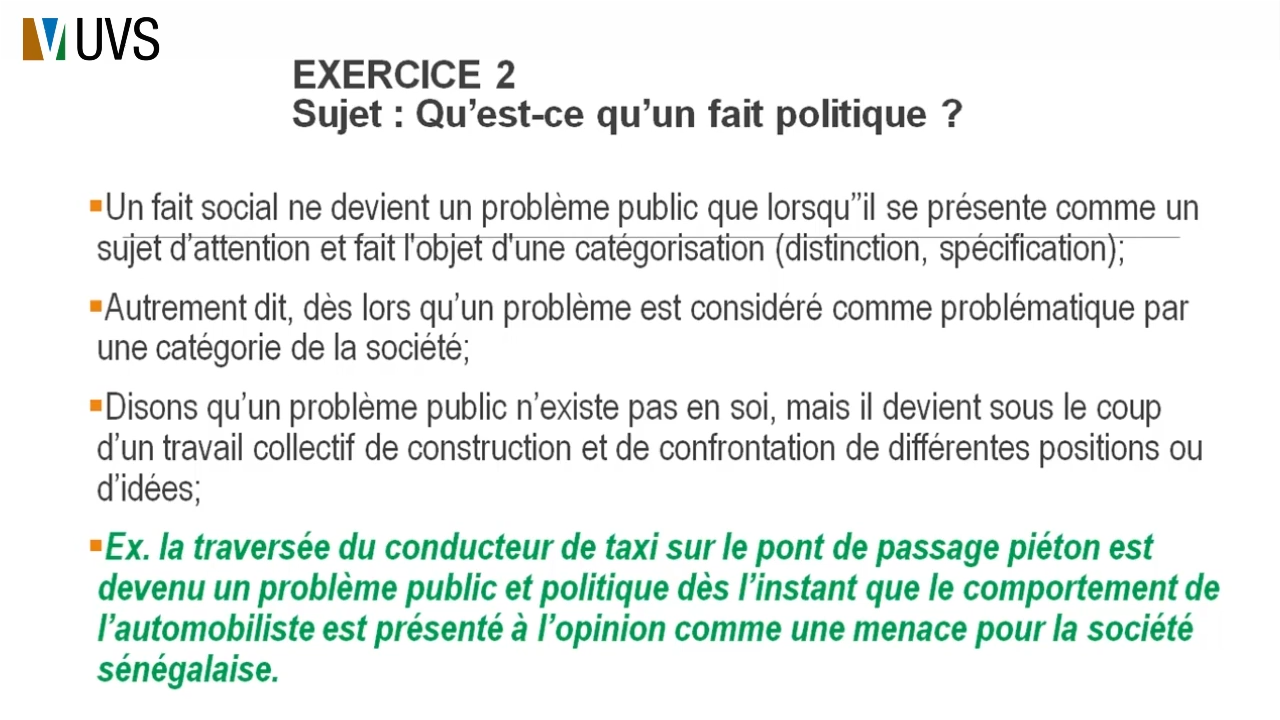 UVS
EXERCICE 2
Sujet : Qu’est-ce qu’un fait politique ?
▪Un fait social ne devient un problème public que lorsqu’’il se présente comme un
sujet d’attention et fait l'objet d'une catégorisation (distinction, spécification);
▪Autrement dit, dès lors qu’un problème est considéré comme problématique par
une catégorie de la société;
▪Disons qu’un problème public n’existe pas en soi, mais il devient sous le coup
d’un travail collectif de construction et de confrontation de différentes positions ou
d’idées;
▪Ex. la traversée du conducteur de taxi sur le pont de passage piéton est
devenu un problème public et politique dès l’instant que le comportement de
l’automobiliste est présenté à l’opinion comme une menace pour la société
sénégalaise.